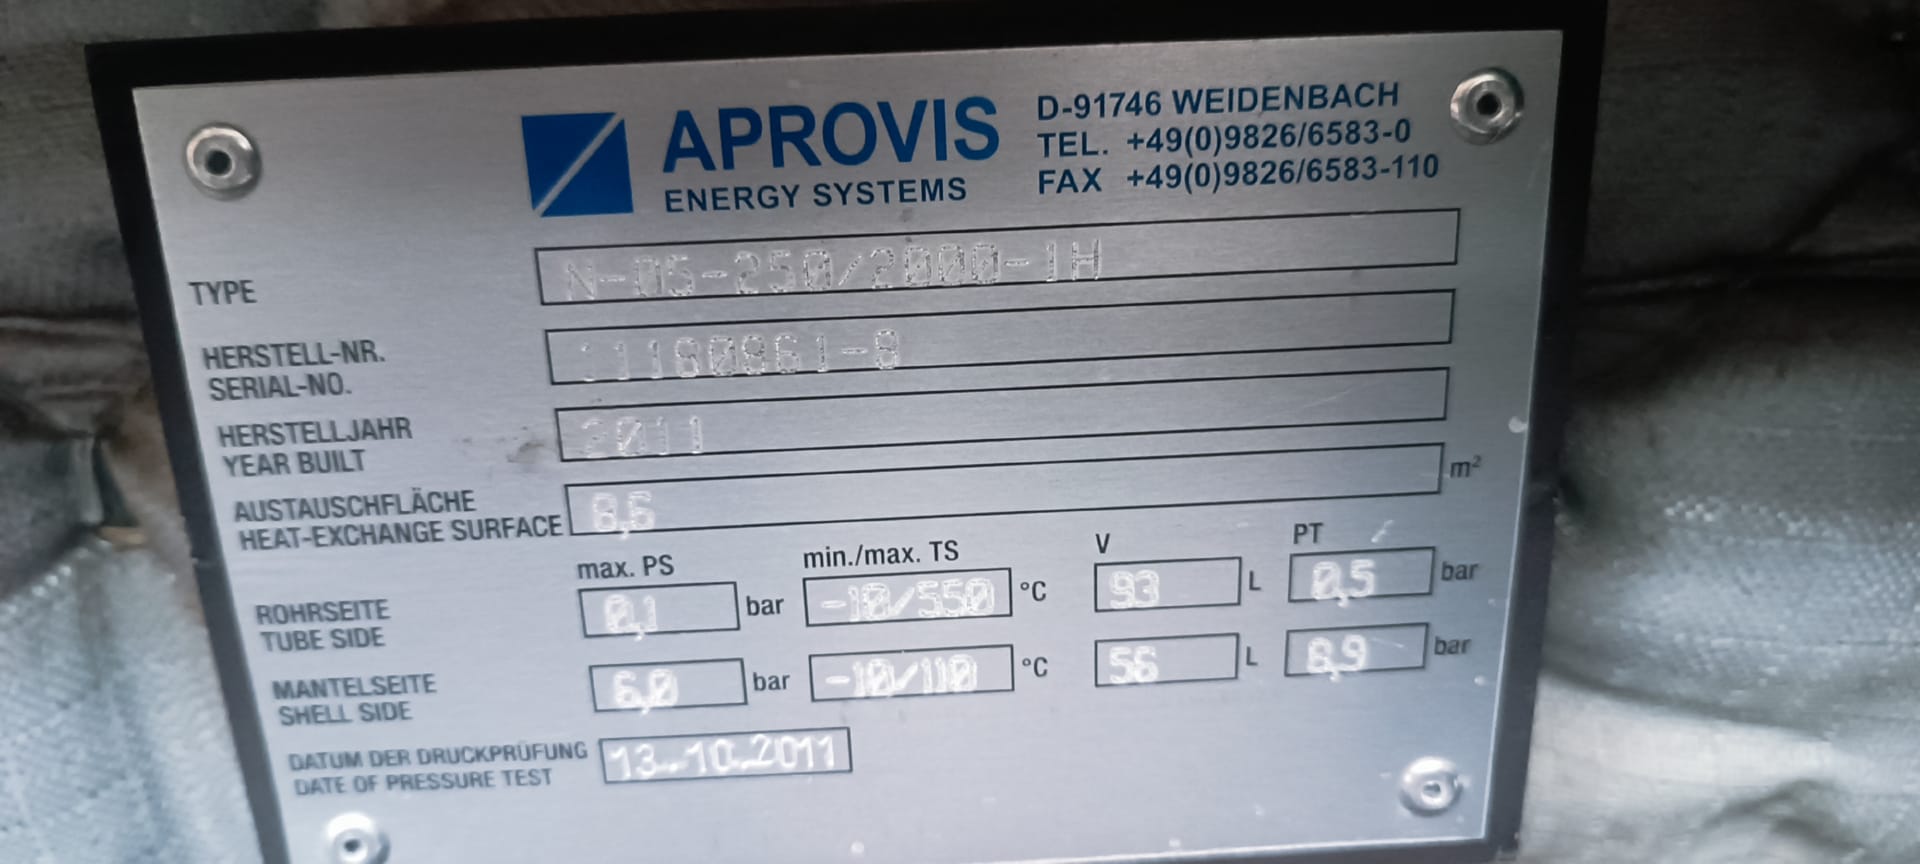 APROVIS
ENERGY SYSTEMS
D-91746 WEIDENBACH
TEL. +49(0)9826/6583-0
FAX +49(0)9826/6583-110
TYPE N-05-250/2000-1H
HERSTELL-NR.
SERIAL-NO.
HERSTELLJAHR
YEAR BUILT 2011
AUSTAUSCHFLÄCHE
HEAT-EXCHANGE SURFACE 8,6 m²
max. PS min./max. TS V PT
ROHRSEITE
TUBE SIDE 0,1 bar -10/550 °C 93 L 0,5 bar
MANTELSEITE
SHELL SIDE 6,0 bar -10/110 °C 56 L 8,9 bar
DATUM DER DRUCKPRÜFUNG
DATE OF PRESSURE TEST 13.10.2011